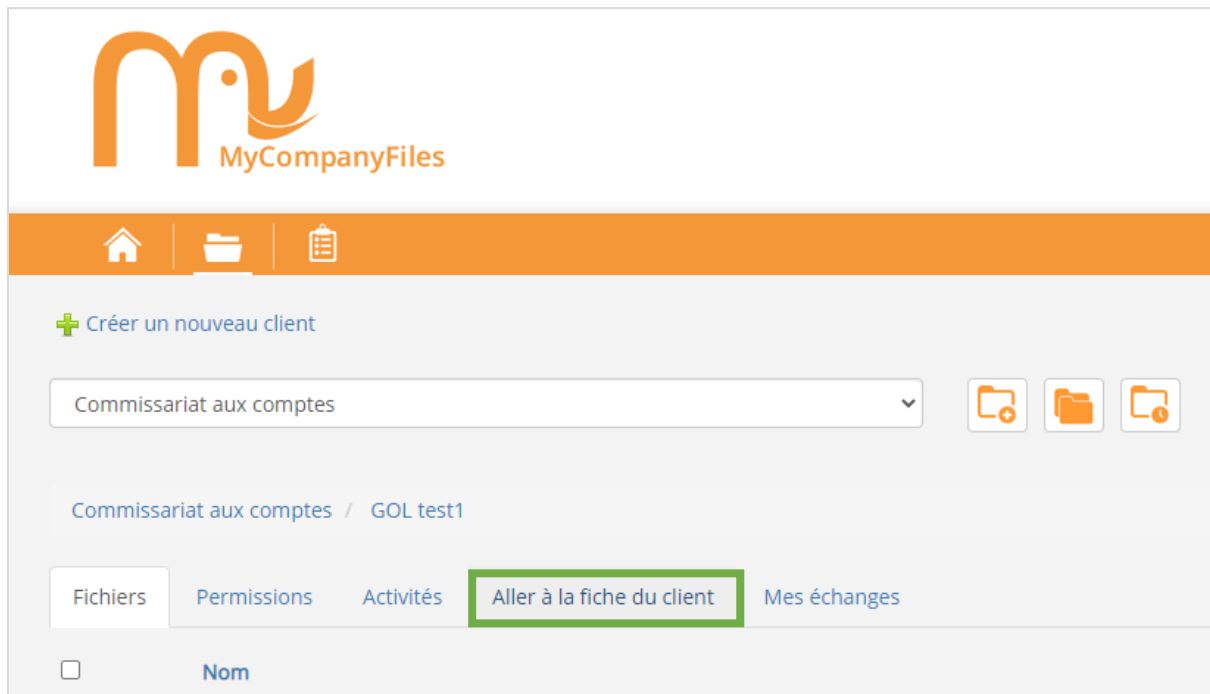 MyCompanyFiles
Créer un nouveau client
Commissariat aux comptes
Commissariat aux comptes / GOL test1
Fichiers Permissions Activités Aller à la fiche du client Mes échanges
Nom